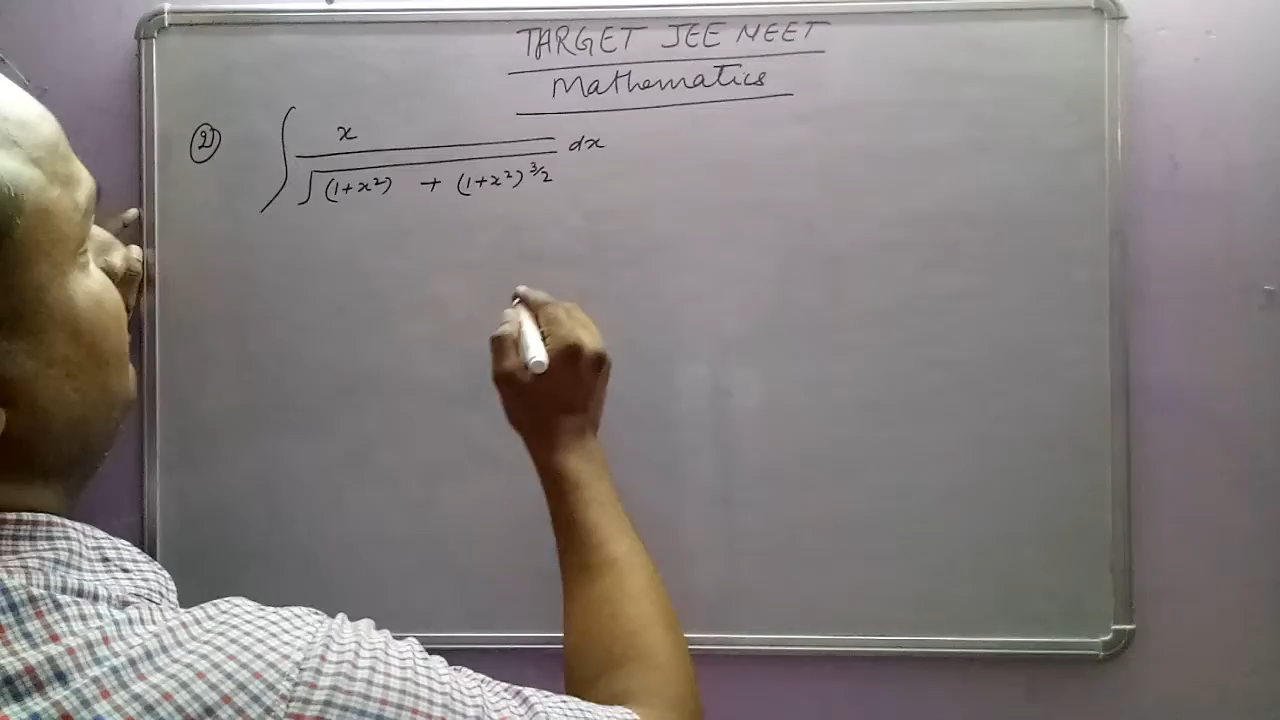 TARGET JEE NEET
Mathematics
(2) ∫ x / √((1+x²) + (1+x²)^3/2) dx